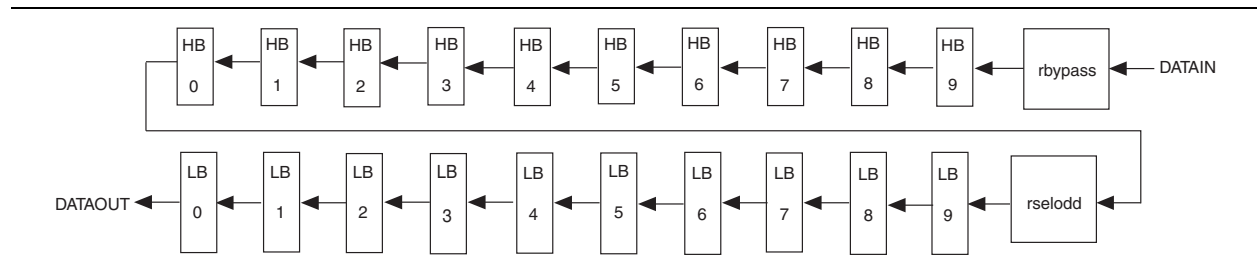 HB HB HB HB HB HB HB HB HB HB
0 1 2 3 4 5 6 7 8 9 rbypass DATAIN
LB LB LB LB LB LB LB LB LB LB
DATAOUT 0 1 2 3 4 5 6 7 8 9 rselodd